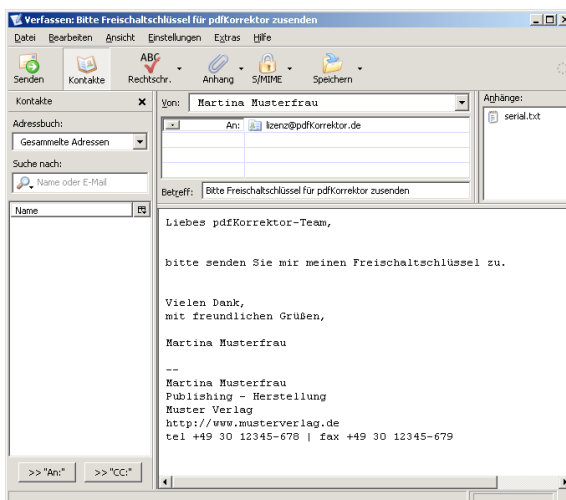 Verfassen: Bitte Freischaltschlüssel für pdfKorrektor zusenden
Datei Bearbeiten Ansicht Einstellungen Extras Hilfe
Senden Kontakte ABC Rechtschr. Anhang S/MIME Speichern
Kontakte
Adressbuch:
Gesammelte Adressen
Suche nach:
Name oder E-Mail
Name
>> "An:" >> "CC:"
Von: Martina Musterfrau
An: lizenz@pdfKorrektor.de
Betreff: Bitte Freischaltschlüssel für pdfKorrektor zusenden
Anhänge:
serial.txt
Liebes pdfKorrektor-Team,
bitte senden Sie mir meinen Freischaltschlüssel zu.
Vielen Dank,
mit freundlichen Grüßen,
Martina Musterfrau
--
Martina Musterfrau
Publishing - Herstellung
Muster Verlag
http://www.musterverlag.de
tel +49 30 12345-678 | fax +49 30 12345-679